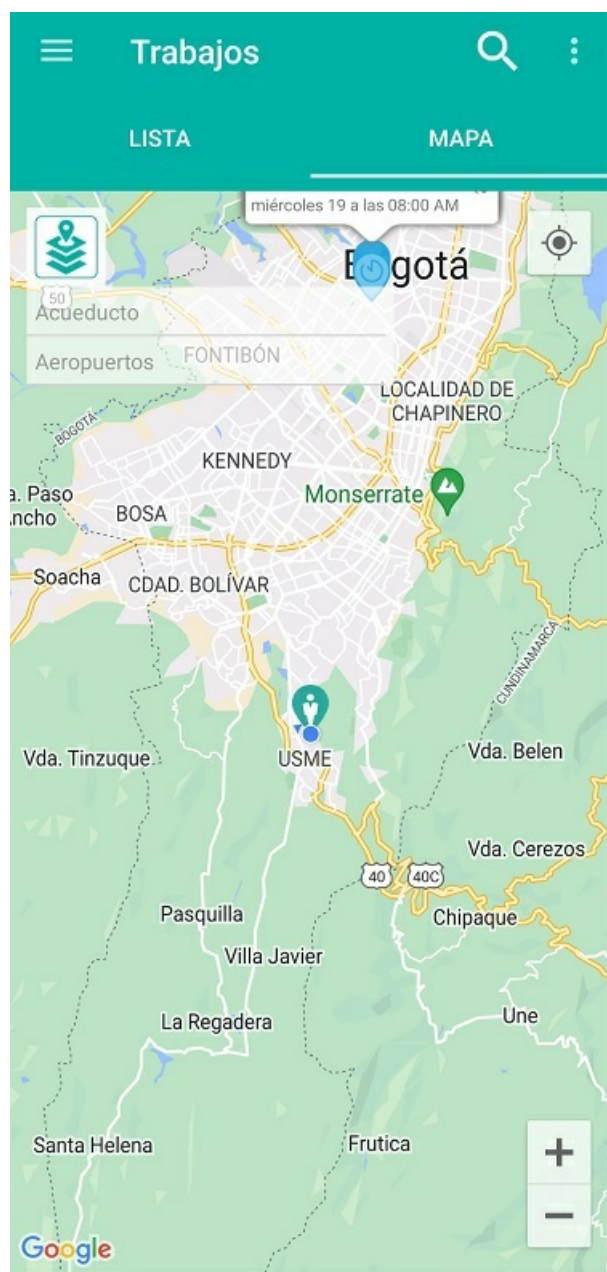 Trabajos
LISTA
MAPA
miércoles 19 a las 08:00 AM
Bogotá
50
Acueducto
Aeropuertos
FONTIBÓN
LOCALIDAD DE
CHAPINERO
BOGOTÁ
KENNEDY
Monserrate
a. Paso
Ancho
BOSA
Soacha
CDAD. BOLÍVAR
CUNDINAMARCA
Vda. Tinzuque
USME
Vda. Belen
Vda. Cerezos
40
40C
Pasquilla
Chipaque
Villa Javier
La Regadera
Une
Santa Helena
Frutica
Google